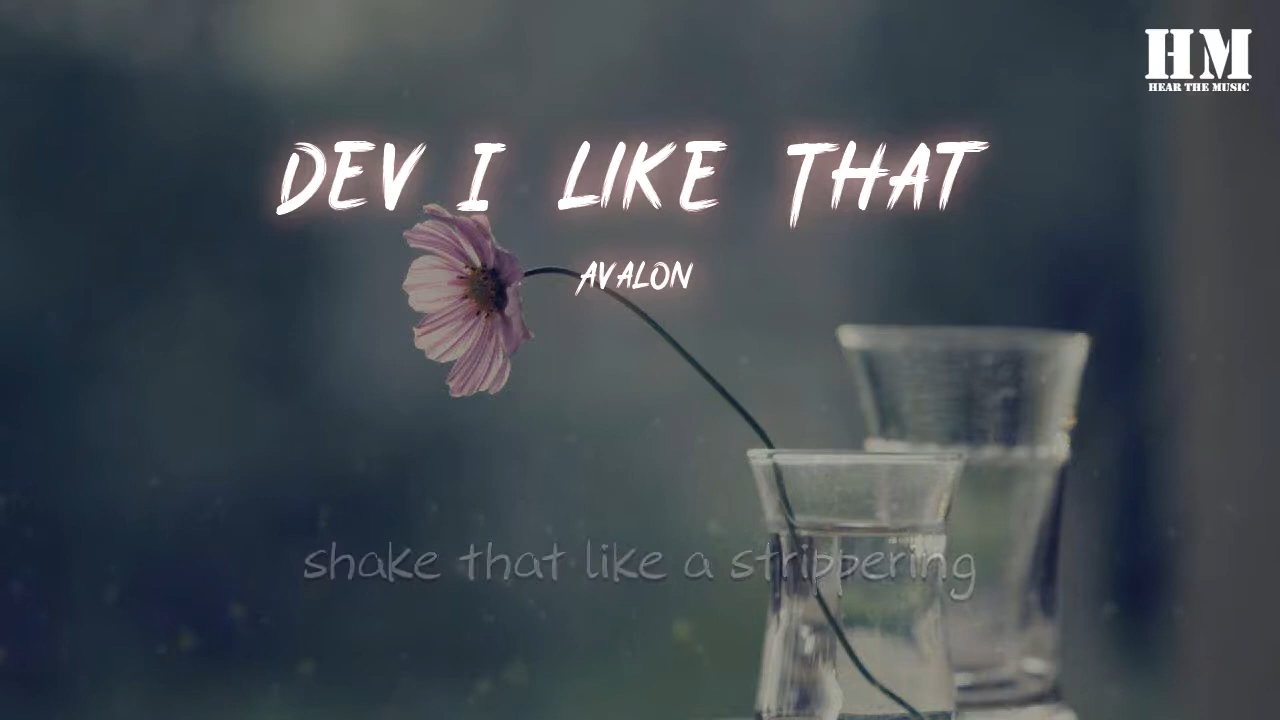 HM
HEAR THE MUSIC
DEV I LIKE THAT
AVALON
shake that like a strippering